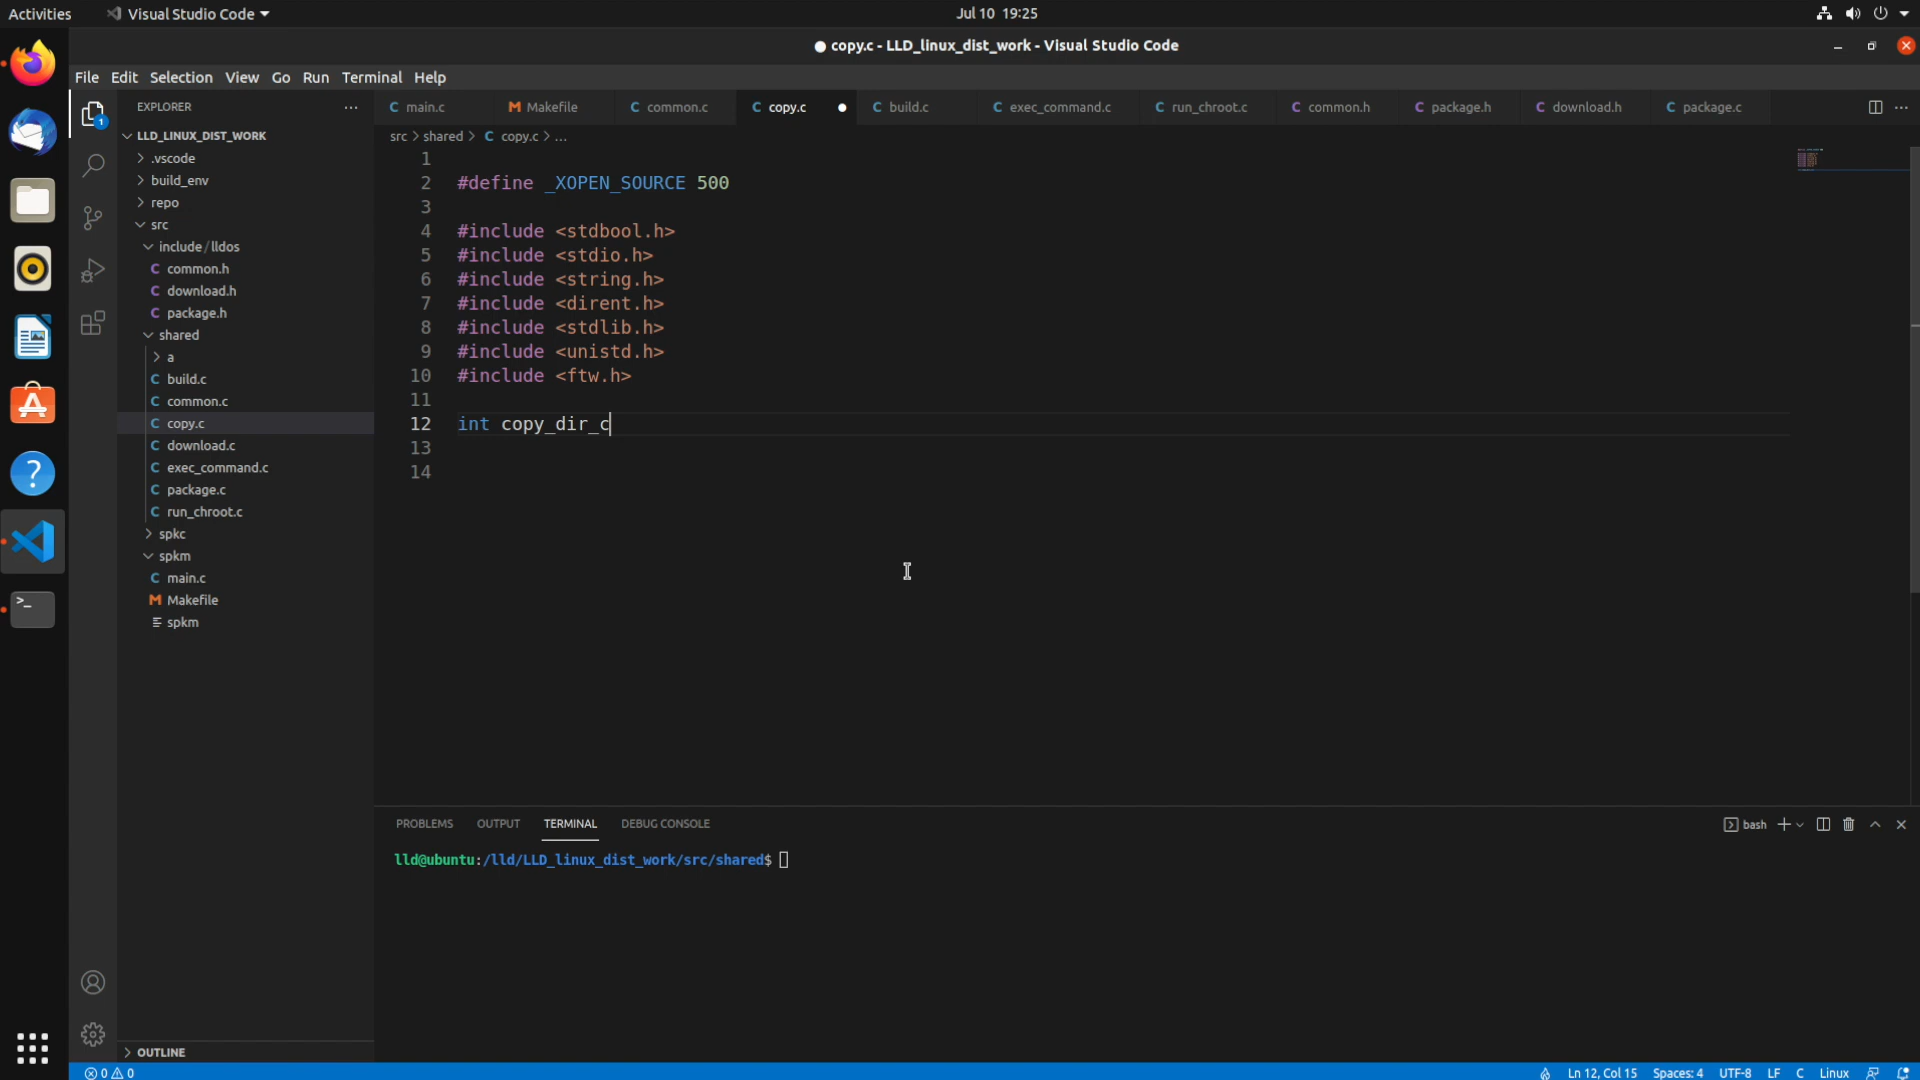 Activities
Visual Studio Code
Jul 10 19:25
● copy.c - LLD_linux_dist_work - Visual Studio Code
File Edit Selection View Go Run Terminal Help
EXPLORER
LLD_LINUX_DIST_WORK
.vscode
build_env
repo
src
include / lldos
C common.h
C download.h
C package.h
shared
a
C build.c
C common.c
C copy.c
C download.c
C exec_command.c
C package.c
C run_chroot.c
spkc
spkm
C main.c
M Makefile
spkm
OUTLINE
1
C main.c
M Makefile
C common.c
C copy.c ●
C build.c
C exec_command.c
C run_chroot.c
C common.h
C package.h
C download.h
C package.c
src > shared > C copy.c > ...
1
2 #define _XOPEN_SOURCE 500
3
4 #include <stdbool.h>
5 #include <stdio.h>
6 #include <string.h>
7 #include <dirent.h>
8 #include <stdlib.h>
9 #include <unistd.h>
10 #include <ftw.h>
11
12 int copy_dir_c
13
14
PROBLEMS OUTPUT TERMINAL DEBUG CONSOLE
bash
lld@ubuntu:/lld/LLD_linux_dist_work/src/shared$
0 0
Ln 12, Col 15 Spaces: 4 UTF-8 LF C Linux